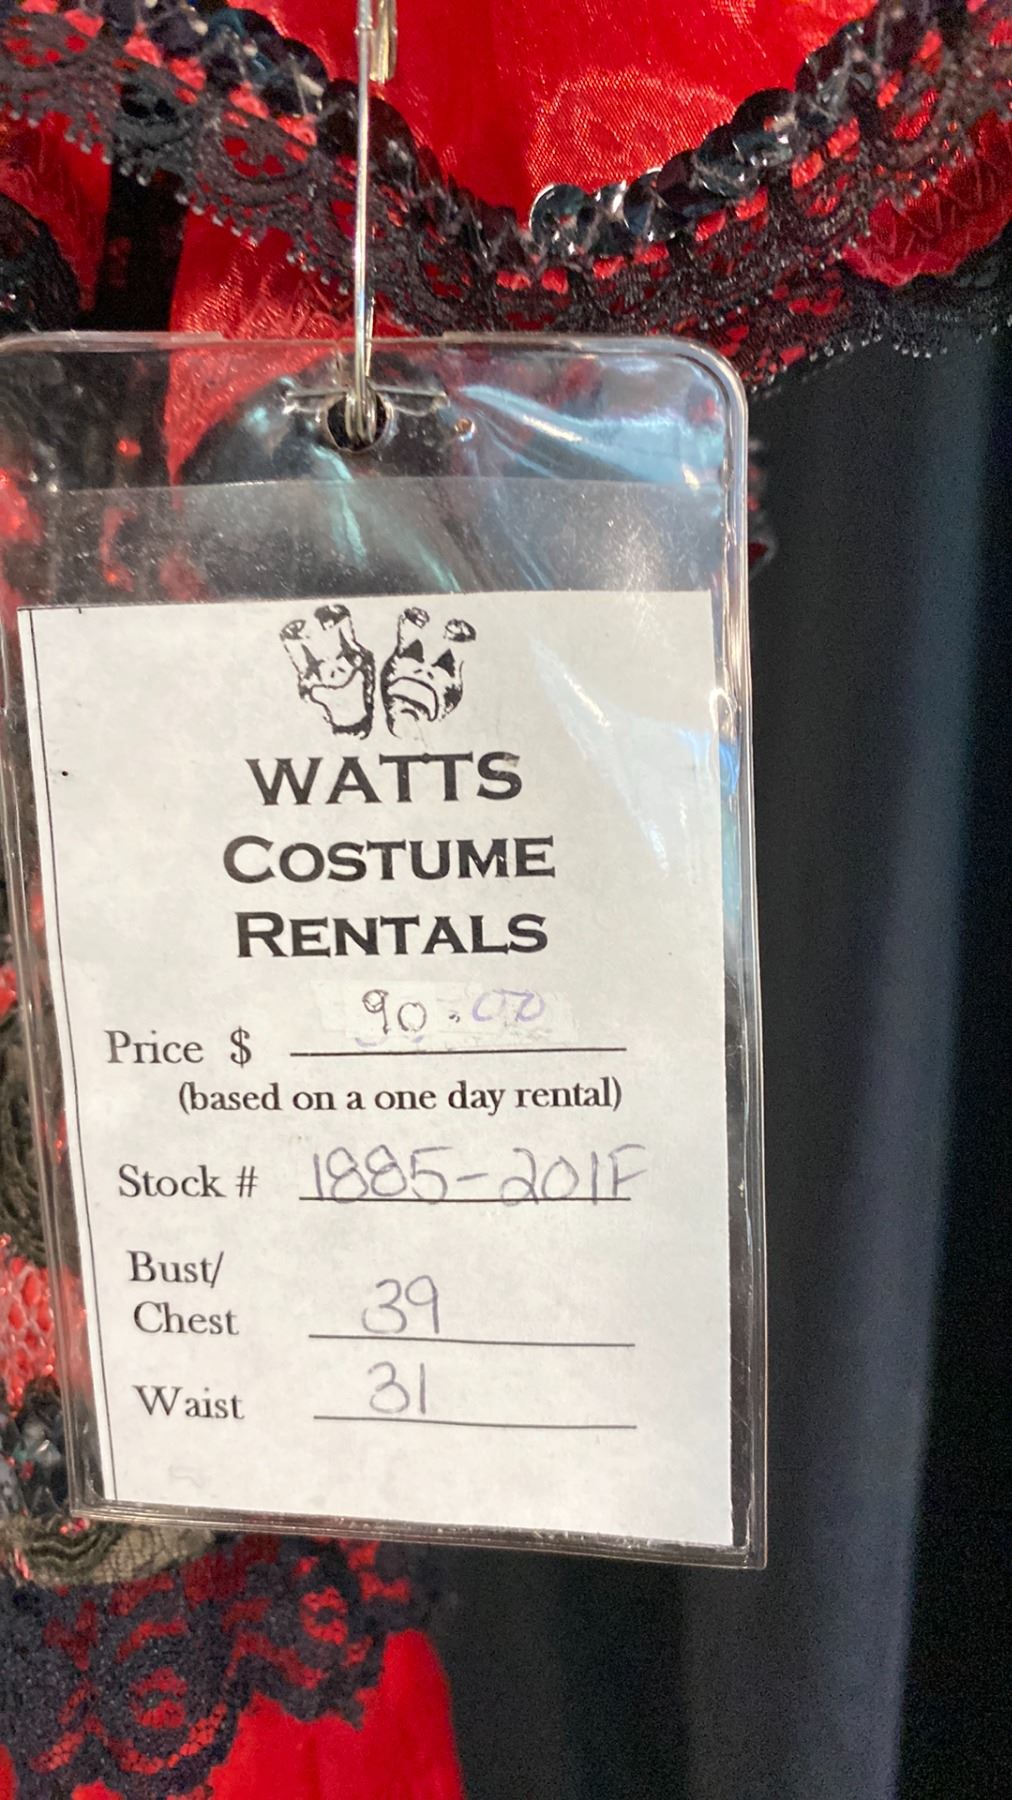 WATTS
COSTUME
RENTALS
Price $ 90.00
(based on a one day rental)
Stock # 1885-201F
Bust/
Chest 39
Waist 31